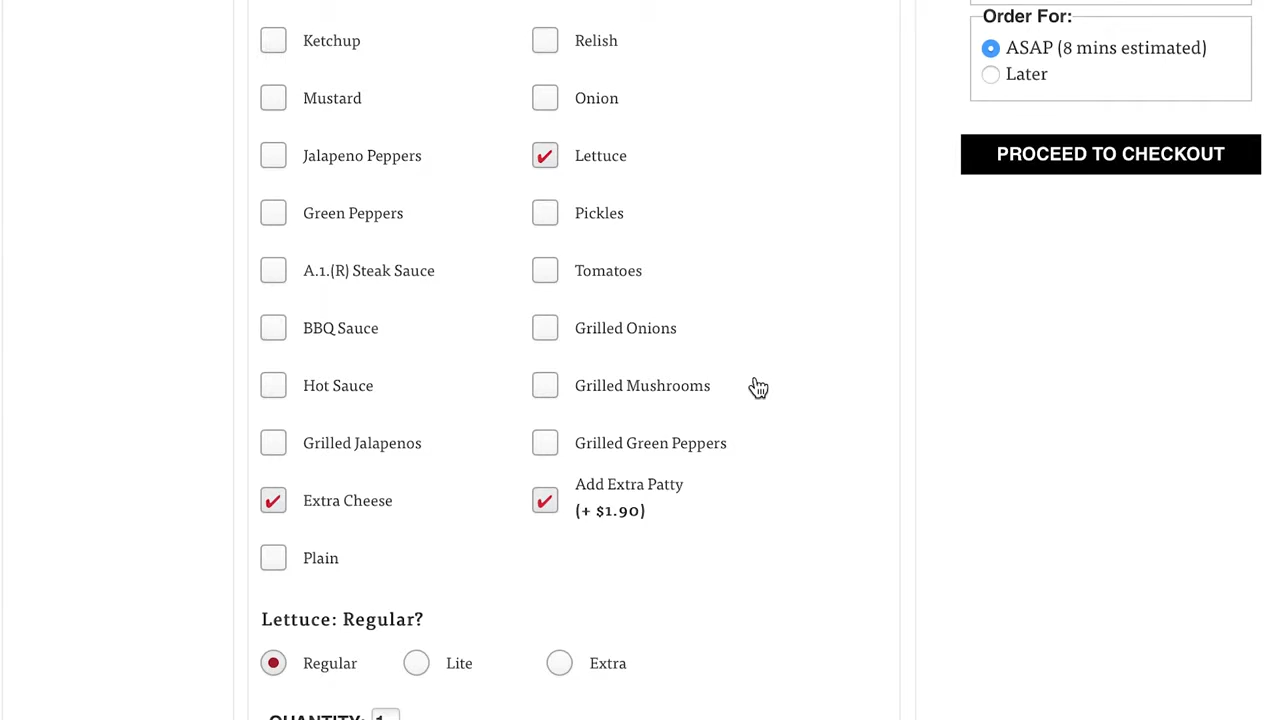 Ketchup
Relish
Mustard
Onion
Jalapeno Peppers
Lettuce
Green Peppers
Pickles
A.1.(R) Steak Sauce
Tomatoes
BBQ Sauce
Grilled Onions
Hot Sauce
Grilled Mushrooms
Grilled Jalapenos
Grilled Green Peppers
Extra Cheese
Add Extra Patty
(+ $1.90)
Plain
Lettuce: Regular?
Regular
Lite
Extra
QUANTITY: 1
Order For:
ASAP (8 mins estimated)
Later
PROCEED TO CHECKOUT